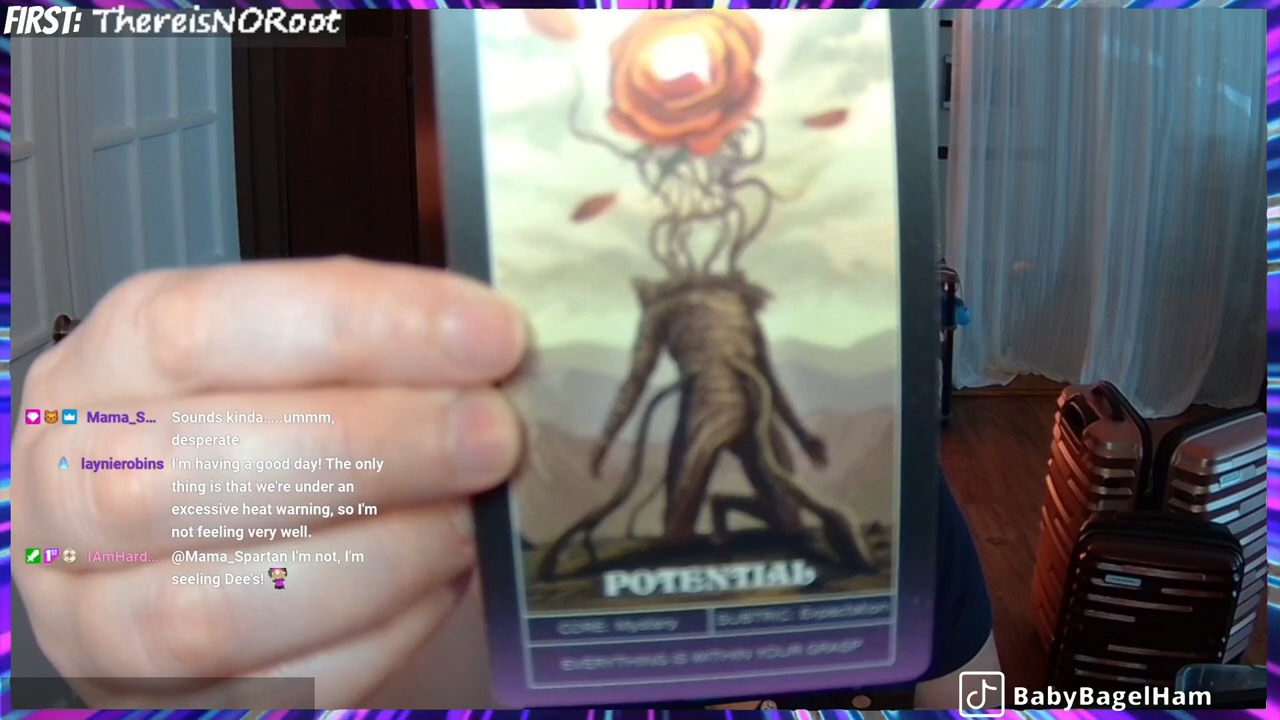 FIRST: ThereisNORoot
Mama_S... Sounds kinda.....ummm,
desperate
laynierobins I'm having a good day! The only
thing is that we're under an
excessive heat warning, so I'm
not feeling very well.
IAmHard... @Mama_Spartan I'm not, I'm
seeing Dee's!
POTENTIAL
CORE: Mystery
SUBTRIC: Expectation
EVERYTHING IS WITHIN YOUR GRASP
BabyBagelHam